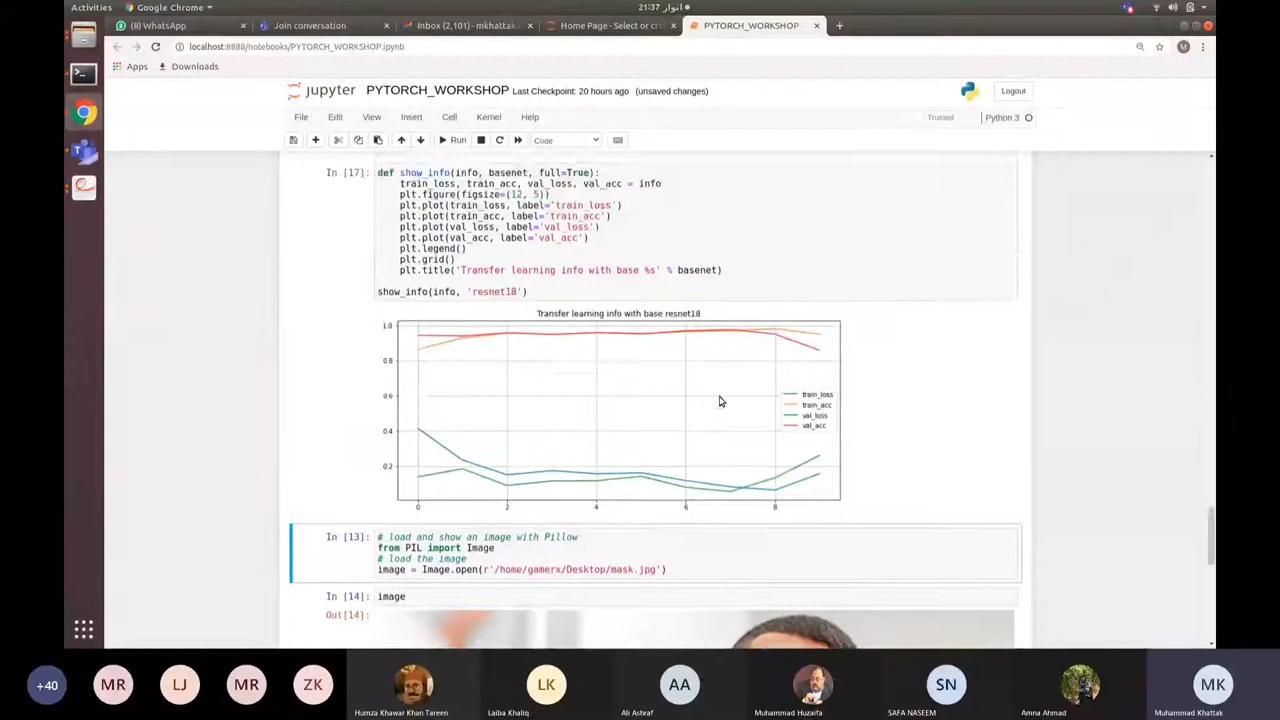 Activities
Google Chrome
21:37 اتوار
(5) WhatsApp
Join conversation
Inbox (2,101) - mkhattak
Home Page - Select or cr
PYTORCH_WORKSHOP
localhost:8888/notebooks/PYTORCH_WORKSHOP.ipynb
M
Apps
Downloads
jupyter PYTORCH_WORKSHOP Last Checkpoint: 20 hours ago (unsaved changes)
Logout
File Edit View Insert Cell Kernel Help
Trusted
Python 3
Run
Code
In [17]:
def show_info(info, basenet, full=True):
train_loss, train_acc, val_loss, val_acc = info
plt.figure(figsize=(12, 5))
plt.plot(train_loss, label='train_loss')
plt.plot(train_acc, label='train_acc')
plt.plot(val_loss, label='val_loss')
plt.plot(val_acc, label='val_acc')
plt.legend()
plt.grid()
plt.title('Transfer learning info with base %s' % basenet)
show_info(info, 'resnet18')
Transfer learning info with base resnet18
1.0
0.8
0.6
0.4
0.2
train_loss
train_acc
val_loss
val_acc
0 2 4 6 8
In [13]:
# load and show an image with Pillow
from PIL import Image
# load the image
image = Image.open(r'/home/gamerx/Desktop/mask.jpg')
In [14]:
image
Out[14]:
+40
MR
LJ
MR
ZK
LK
AA
SN
MK
Humza Khawar Khan Tareen
Laiba Khaliq
Ali Ashraf
Muhammad Huzaifa
SAFA NASEEM
Amna Ahmad
Muhammad Khattak